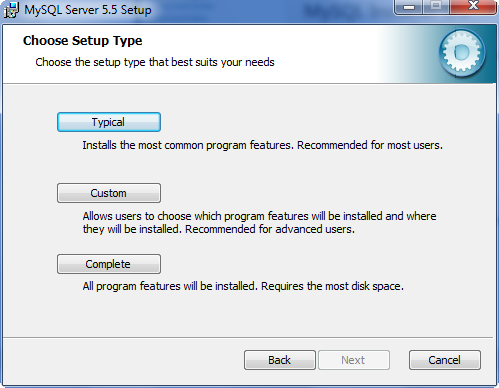 MySQL Server 5.5 Setup
Choose Setup Type
Choose the setup type that best suits your needs
Typical
Installs the most common program features. Recommended for most users.
Custom
Allows users to choose which program features will be installed and where
they will be installed. Recommended for advanced users.
Complete
All program features will be installed. Requires the most disk space.
Back
Next
Cancel